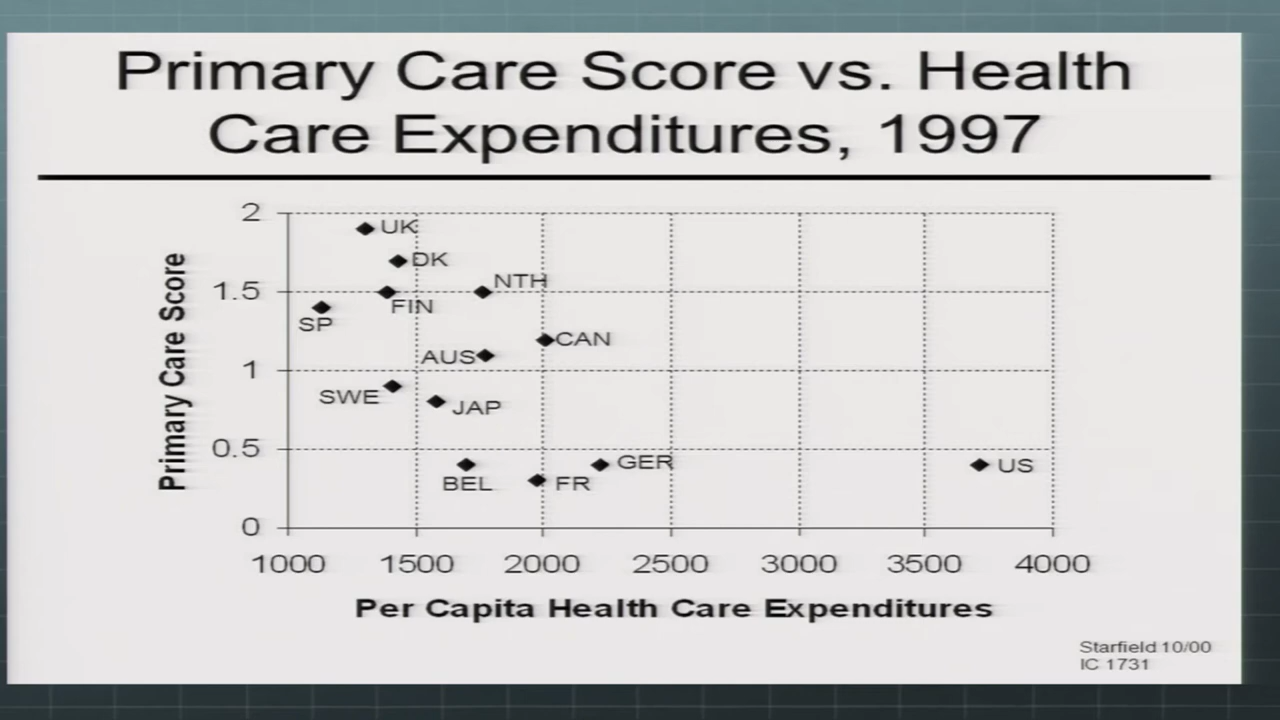 Primary Care Score vs. Health
Care Expenditures, 1997
Primary Care Score
2
1.5
1
0.5
0
UK
DK
NTH
FIN
SP
CAN
AUS
SWE
JAP
GER
US
BEL
FR
1000 1500 2000 2500 3000 3500 4000
Per Capita Health Care Expenditures
Starfield 10/00
IC 1731